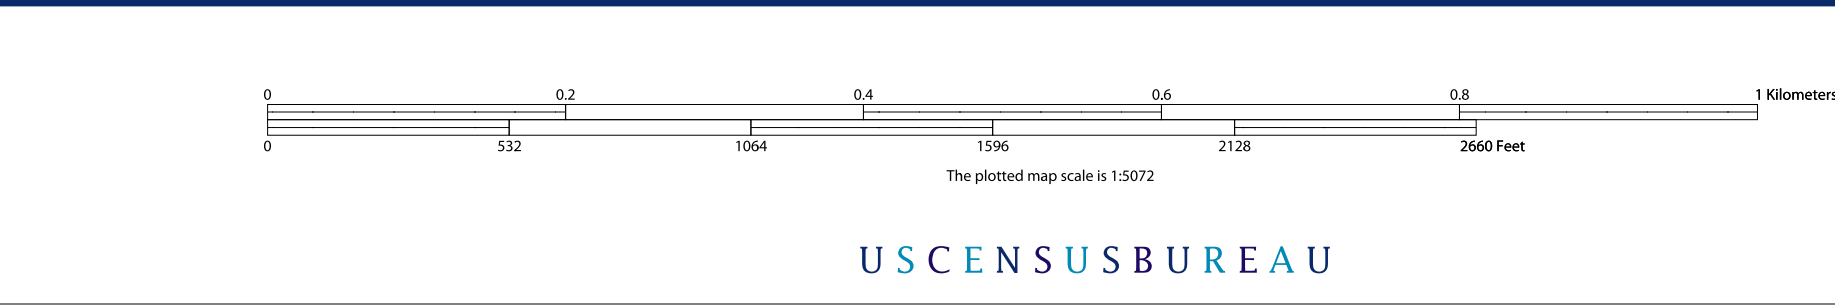 0 0.2 0.4 0.6 0.8 1 Kilometers
0 532 1064 1596 2128 2660 Feet
The plotted map scale is 1:5072
USCENSUSBUREAU